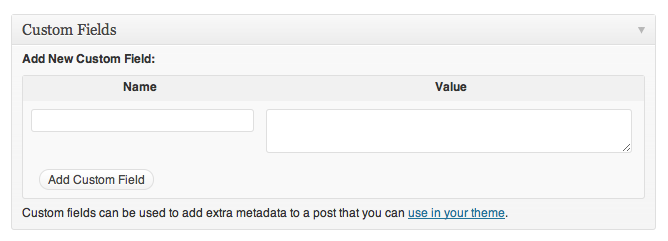 Custom Fields
Add New Custom Field:
Name Value
Add Custom Field
Custom fields can be used to add extra metadata to a post that you can use in your theme.